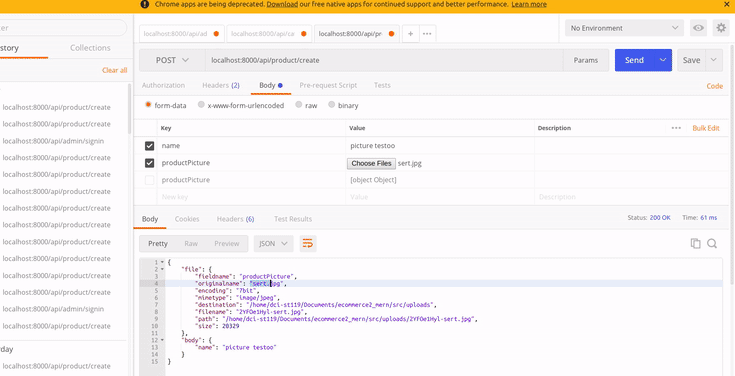 Chrome apps are being deprecated. Download our free native apps for continued support and better performance. Learn more
localhost:8000/api/ad
localhost:8000/api/ca
localhost:8000/api/pr
No Environment
story
Collections
Clear all
localhost:8000/api/product/create
localhost:8000/api/product/create
localhost:8000/api/admin/signin
localhost:8000/api/product/create
localhost:8000/api/product/create
localhost:8000/api/product/create
localhost:8000/api/product/create
localhost:8000/api/product/create
localhost:8000/api/product/create
localhost:8000/api/product/create
localhost:8000/api/product/create
localhost:8000/api/product/create
localhost:8000/api/admin/signin
localhost:8000/api/product/create
day
localhost:8000/api/product/create
POST
localhost:8000/api/product/create
Params
Send
Save
Authorization
Headers (2)
Body
Pre-request Script
Tests
Code
form-data
x-www-form-urlencoded
raw
binary
Key Value Description
Bulk Edit
name picture testoo
productPicture Choose Files sert.jpg
productPicture [object Object]
New key Value Description
Body Cookies Headers (6) Test Results
Status: 200 OK Time: 61 ms
Pretty Raw Preview JSON
1 {
2 "file": {
3 "fieldname": "productPicture",
4 "originalname": "sert.jpg",
5 "encoding": "7bit",
6 "mimetype": "image/jpeg",
7 "destination": "/home/dci-st119/Documents/ecommerce2_mern/src/uploads",
8 "filename": "2YFOe1Hyl-sert.jpg",
9 "path": "/home/dci-st119/Documents/ecommerce2_mern/src/uploads/2YFOe1Hyl-sert.jpg",
10 "size": 20329
11 },
12 "body": {
13 "name": "picture testoo"
14 }
15 }